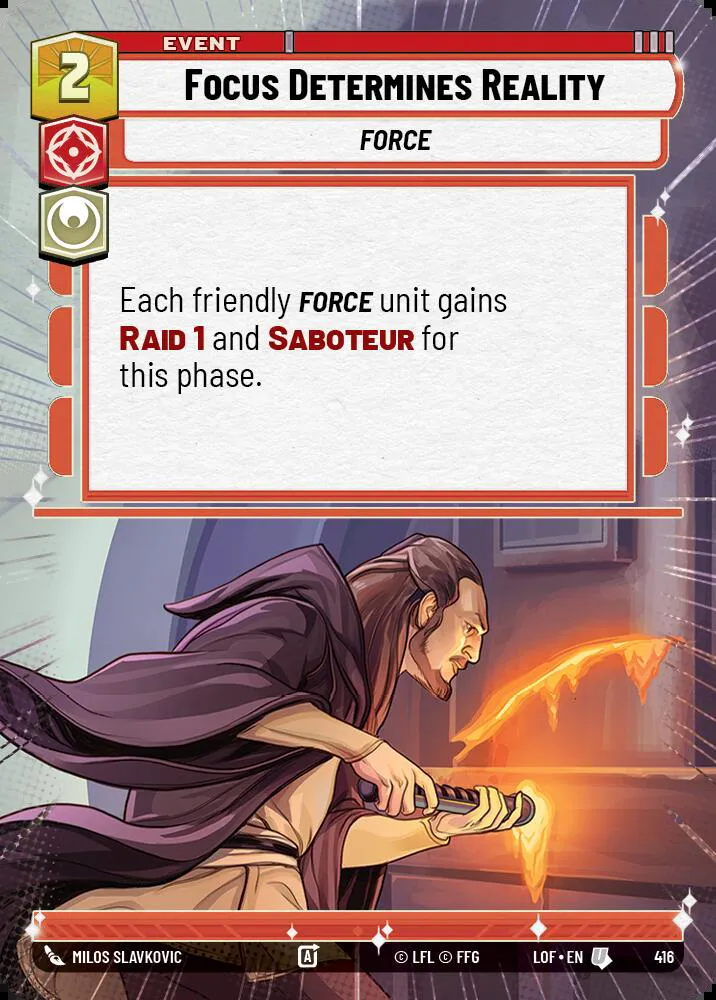 EVENT
2
FOCUS DETERMINES REALITY
FORCE
Each friendly FORCE unit gains
RAID 1 and SABOTEUR for
this phase.
MILOS SLAVKOVIC
A
© LFL © FFG
LOF • EN
U
416